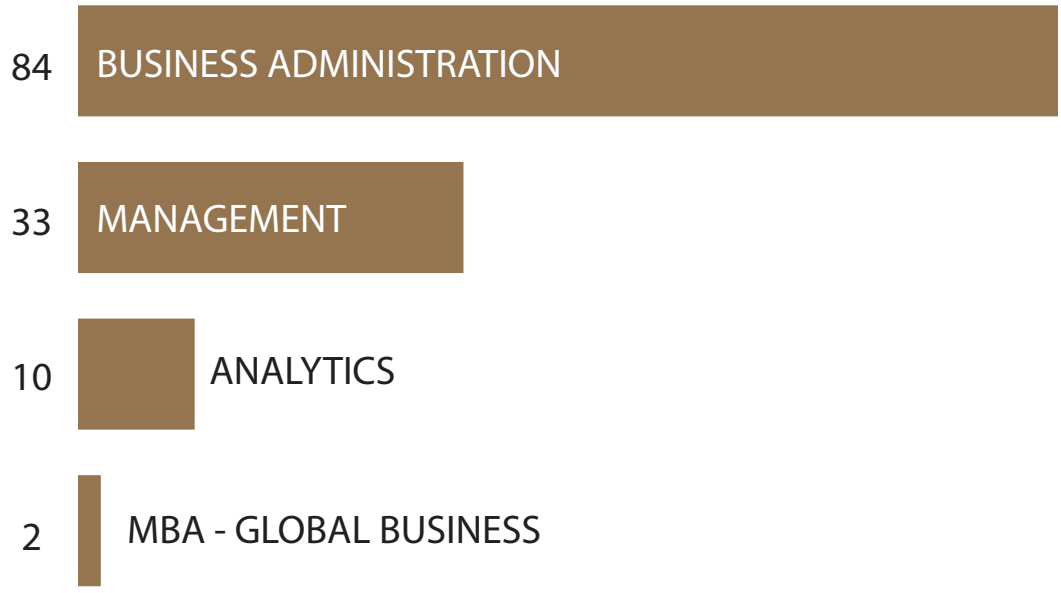 84 BUSINESS ADMINISTRATION
33 MANAGEMENT
10 ANALYTICS
2 MBA - GLOBAL BUSINESS